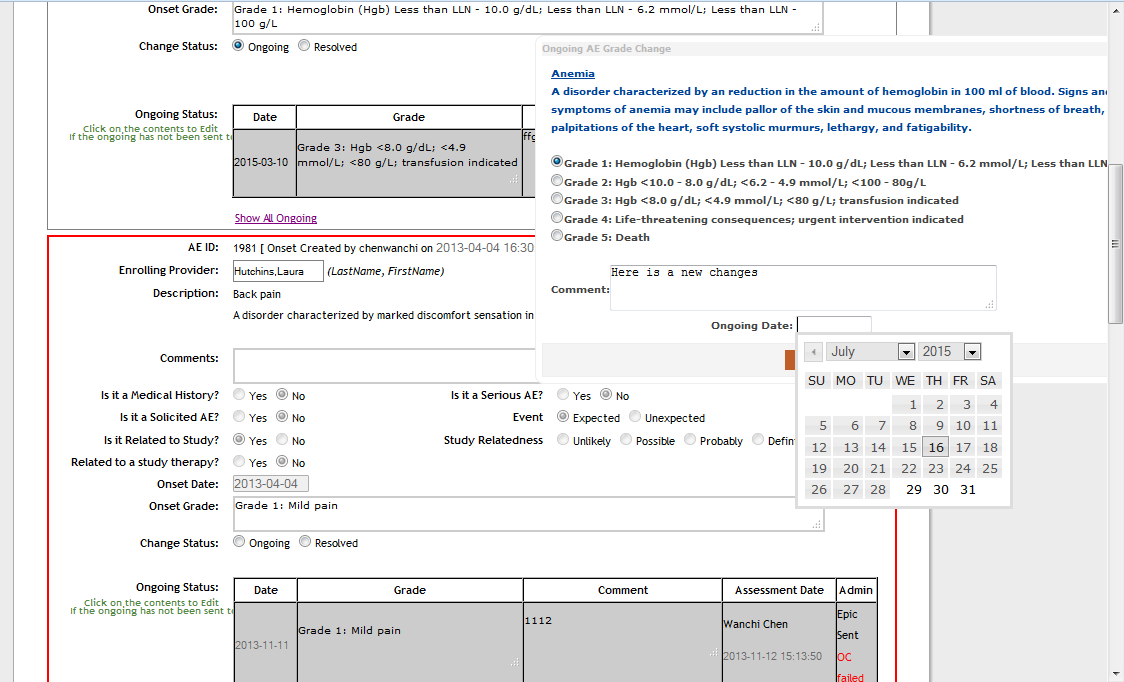 Onset Grade: Grade 1: Hemoglobin (Hgb) Less than LLN - 10.0 g/dL; Less than LLN - 6.2 mmol/L; Less than LLN -
100 g/L
Change Status: Ongoing Resolved
Ongoing Status:
Click on the contents to Edit
If the ongoing has not been sent to
Date Grade
2015-03-10
Grade 3: Hgb <8.0 g/dL; <4.9
mmol/L; <80 g/L; transfusion indicated
Show All Ongoing
Ongoing AE Grade Change
Anemia
A disorder characterized by an reduction in the amount of hemoglobin in 100 ml of blood. Signs and
symptoms of anemia may include pallor of the skin and mucous membranes, shortness of breath,
palpitations of the heart, soft systolic murmurs, lethargy, and fatigability.
Grade 1: Hemoglobin (Hgb) Less than LLN - 10.0 g/dL; Less than LLN - 6.2 mmol/L; Less than LLN
Grade 2: Hgb <10.0 - 8.0 g/dL; <6.2 - 4.9 mmol/L; <100 - 80g/L
Grade 3: Hgb <8.0 g/dL; <4.9 mmol/L; <80 g/L; transfusion indicated
Grade 4: Life-threatening consequences; urgent intervention indicated
Grade 5: Death
Comment: Here is a new changes
Ongoing Date:
July 2015
SU MO TU WE TH FR SA
1 2 3 4
5 6 7 8 9 10 11
12 13 14 15 16 17 18
19 20 21 22 23 24 25
26 27 28 29 30 31
AE ID: 1981 [ Onset Created by chenwanchi on 2013-04-04 16:30
Enrolling Provider: Hutchins,Laura (LastName, FirstName)
Description: Back pain
A disorder characterized by marked discomfort sensation in
Comments:
Is it a Medical History? Yes No Is it a Serious AE? Yes No
Is it a Solicited AE? Yes No Event Expected Unexpected
Is it Related to Study? Yes No Study Relatedness Unlikely Possible Probably
Related to a study therapy? Yes No
Onset Date: 2013-04-04
Onset Grade: Grade 1: Mild pain
Change Status: Ongoing Resolved
Ongoing Status:
Click on the contents to Edit
If the ongoing has not been sent to
Date Grade Comment Assessment Date Admin
2013-11-11
Grade 1: Mild pain
1112
Wanchi Chen
2013-11-12 15:13:50
Epic
Sent
OC
failed